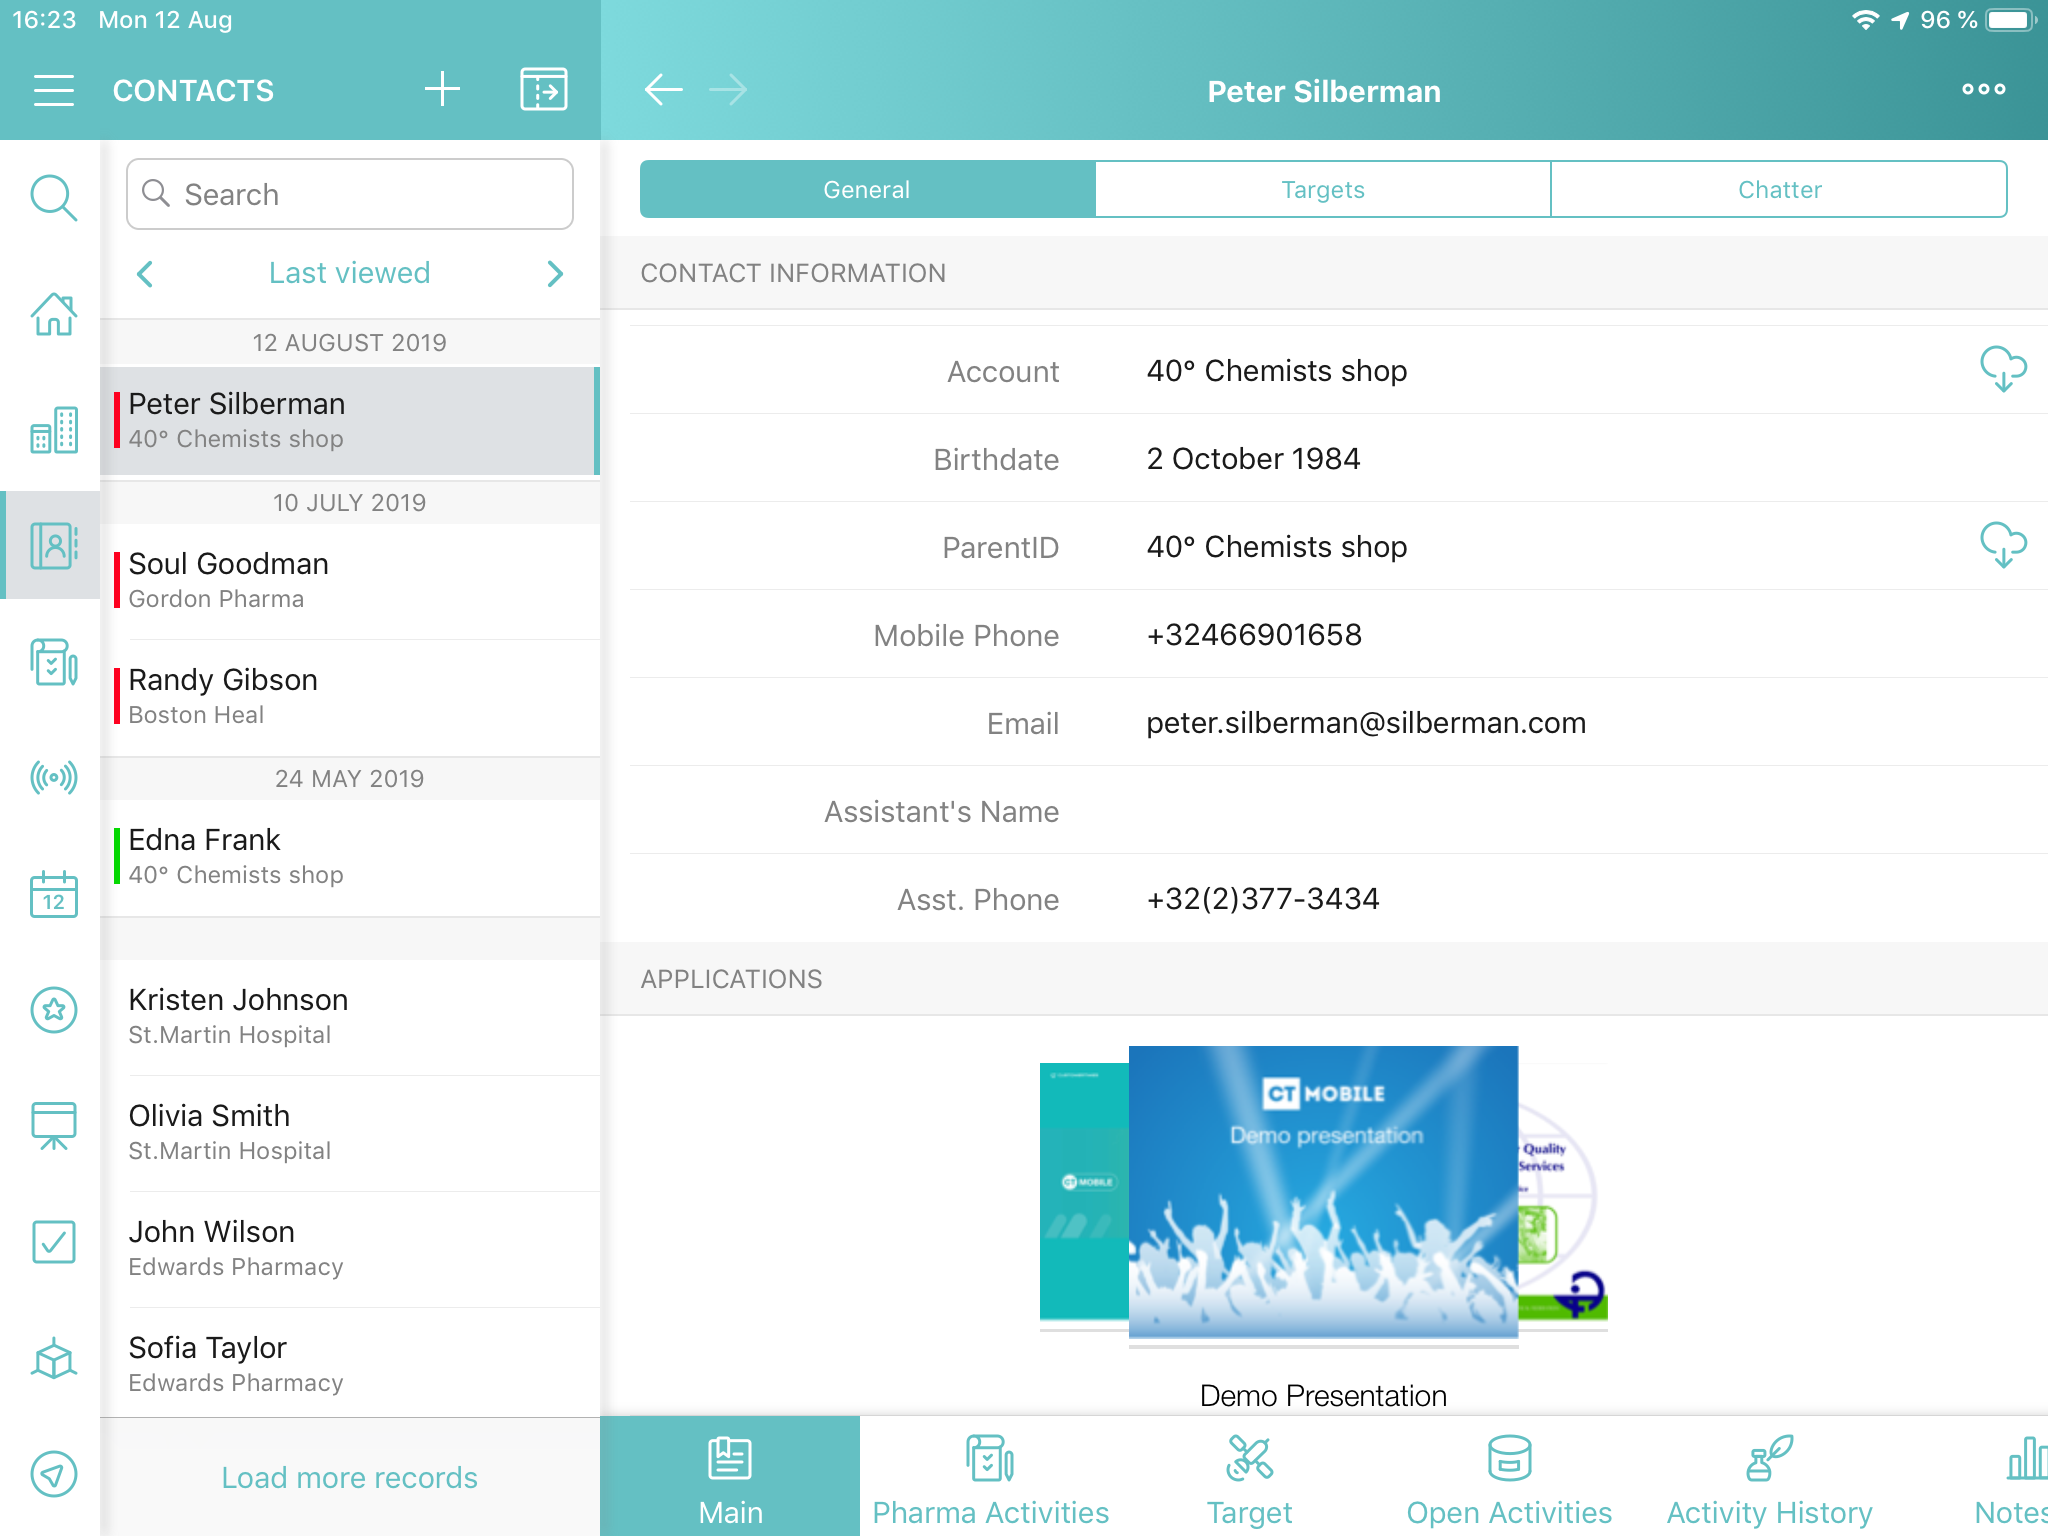 16:23 Mon 12 Aug
96 %
CONTACTS
Peter Silberman
Search
Last viewed
12 AUGUST 2019
Peter Silberman
40° Chemists shop
10 JULY 2019
Soul Goodman
Gordon Pharma
Randy Gibson
Boston Heal
24 MAY 2019
Edna Frank
40° Chemists shop
Kristen Johnson
St.Martin Hospital
Olivia Smith
St.Martin Hospital
John Wilson
Edwards Pharmacy
Sofia Taylor
Edwards Pharmacy
Load more records
12
General Targets Chatter
CONTACT INFORMATION
Account 40° Chemists shop
Birthdate 2 October 1984
ParentID 40° Chemists shop
Mobile Phone +32466901658
Email peter.silberman@silberman.com
Assistant's Name
Asst. Phone +32(2)377-3434
APPLICATIONS
CT MOBILE
CT MOBILE
Demo presentation
Quality
Services
Demo Presentation
Main Pharma Activities Target Open Activities Activity History Notes